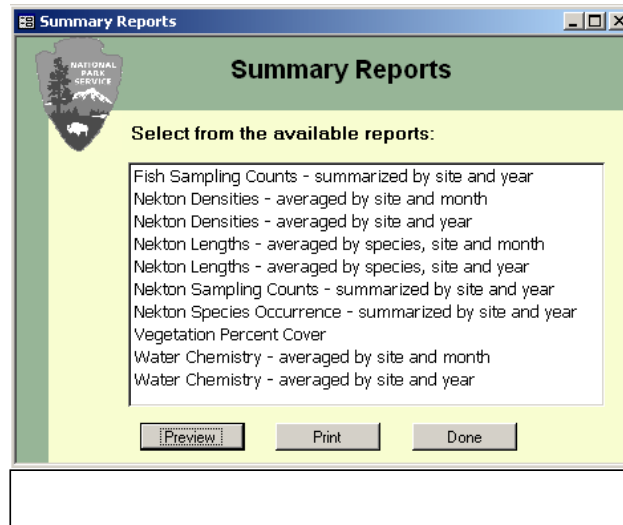 Summary Reports
NATIONAL
PARK
SERVICE
Summary Reports
Select from the available reports:
Fish Sampling Counts - summarized by site and year
Nekton Densities - averaged by site and month
Nekton Densities - averaged by site and year
Nekton Lengths - averaged by species, site and month
Nekton Lengths - averaged by species, site and year
Nekton Sampling Counts - summarized by site and year
Nekton Species Occurrence - summarized by site and year
Vegetation Percent Cover
Water Chemistry - averaged by site and month
Water Chemistry - averaged by site and year
Preview Print Done